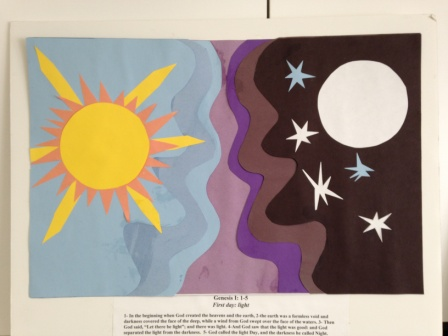 Genesis I: 1-5
First day: light
1- In the beginning when God created the heavens and the earth, 2-the earth was a formless void and
darkness covered the face of the deep, while a wind from God swept over the face of the waters. 3- Then
God said, "Let there be light"; and there was light. 4-And God saw that the light was good; and God
seperated the light from the darkness. 5- God called the light Day, and the darkness he called Night.